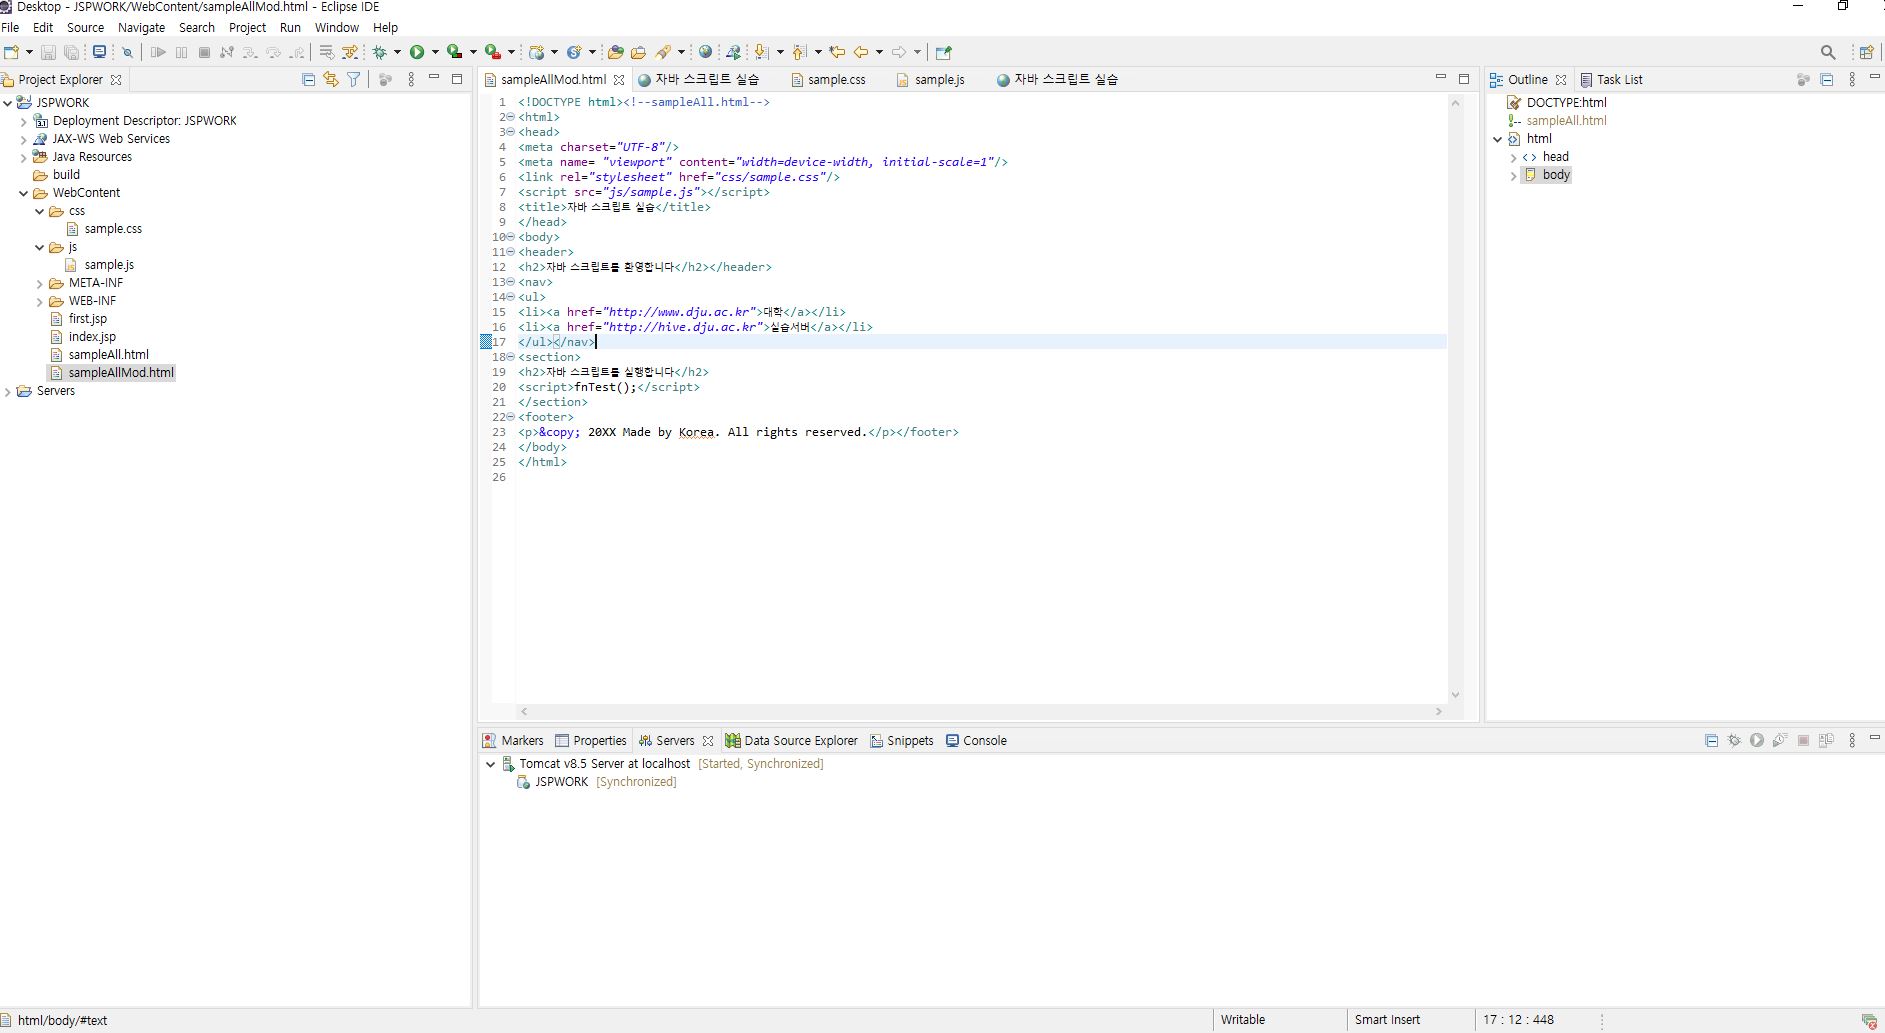 Desktop - JSPWORK/WebContent/sampleAllMod.html - Eclipse IDE
File Edit Source Navigate Search Project Run Window Help
Project Explorer
JSPWORK
Deployment Descriptor: JSPWORK
JAX-WS Web Services
Java Resources
build
WebContent
css
sample.css
js
sample.js
META-INF
WEB-INF
first.jsp
index.jsp
sampleAll.html
sampleAllMod.html
Servers
sampleAllMod.html 자바 스크립트 실습 sample.css sample.js 자바 스크립트 실습
1 <!DOCTYPE html><!--sampleAll.html-->
2 <html>
3 <head>
4 <meta charset="UTF-8"/>
5 <meta name= "viewport" content="width=device-width, initial-scale=1"/>
6 <link rel="stylesheet" href="css/sample.css"/>
7 <script src="js/sample.js"></script>
8 <title>자바 스크립트 실습</title>
9 </head>
10 <body>
11 <header>
12 <h2>자바 스크립트를 환영합니다</h2></header>
13 <nav>
14 <ul>
15 <li><a href="http://www.dju.ac.kr">대학</a></li>
16 <li><a href="http://hive.dju.ac.kr">실습서버</a></li>
17 </ul></nav>
18 <section>
19 <h2>자바 스크립트를 실행합니다</h2>
20 <script>fnTest();</script>
21 </section>
22 <footer>
23 <p>&copy; 20XX Made by Korea. All rights reserved.</p></footer>
24 </body>
25 </html>
26
Outline Task List
DOCTYPE:html
sampleAll.html
html
head
body
Markers Properties Servers Data Source Explorer Snippets Console
Tomcat v8.5 Server at localhost [Started, Synchronized]
JSPWORK [Synchronized]
html/body/#text Writable Smart Insert 17 : 12 : 448